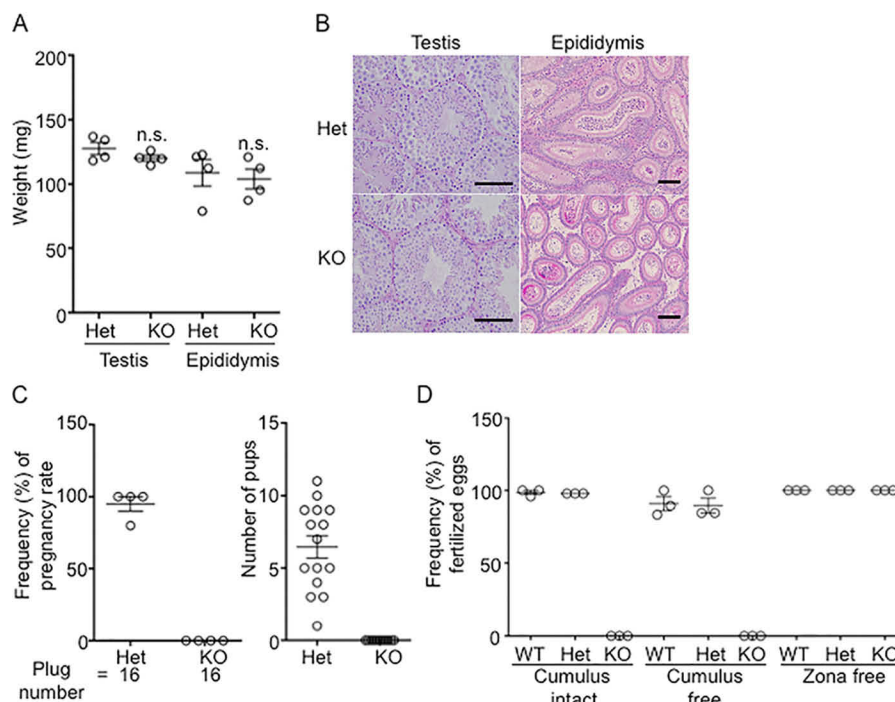 A
Weight (mg)
200
150
100
50
0
n.s.
n.s.
Het KO Het KO
Testis Epididymis
B
Testis Epididymis
Het
KO
C
Frequency (%) of
pregnancy rate
150
100
50
0
Het KO
Plug
number = 16 16
Number of pups
15
10
5
0
Het KO
D
Frequency (%) of
fertilized eggs
150
100
50
0
WT Het KO WT Het KO WT Het KO
Cumulus
intact
Cumulus
free
Zona free